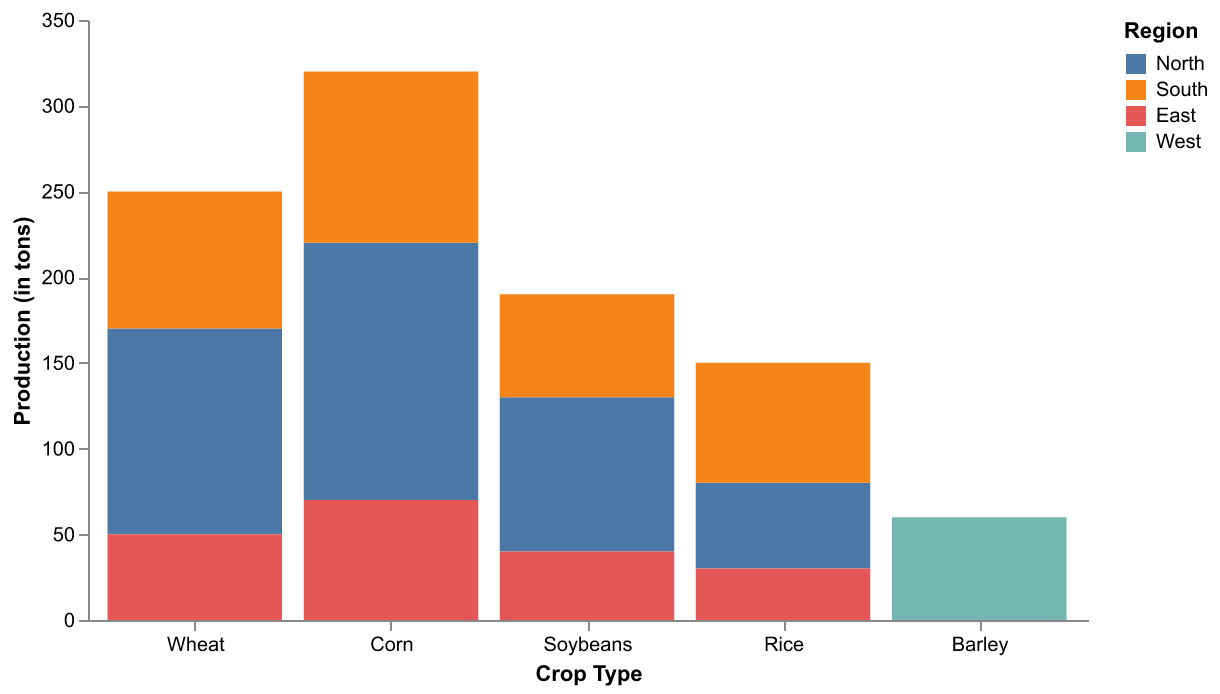 350
300
250
200
150
100
50
0
Production (in tons)
Wheat Corn Soybeans Rice Barley
Crop Type
Region
North
South
East
West